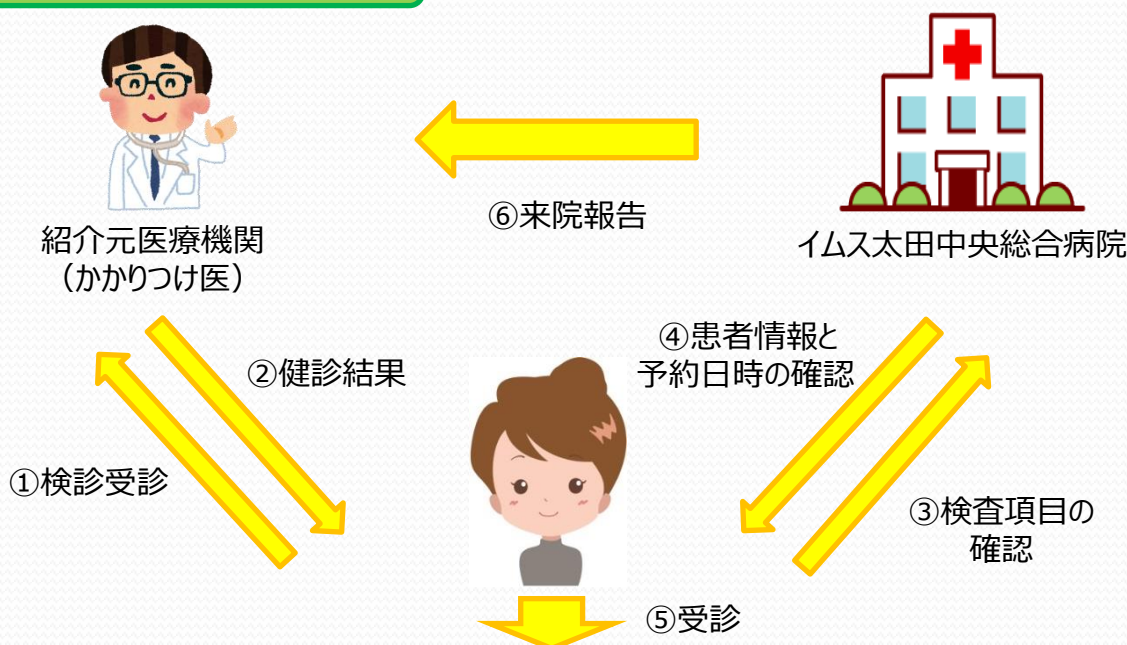 ⑥来院報告
紹介元医療機関
（かかりつけ医）
イムス太田中央総合病院
②健診結果
④患者情報と
予約日時の確認
①検診受診
③検査項目の
確認
⑤受診